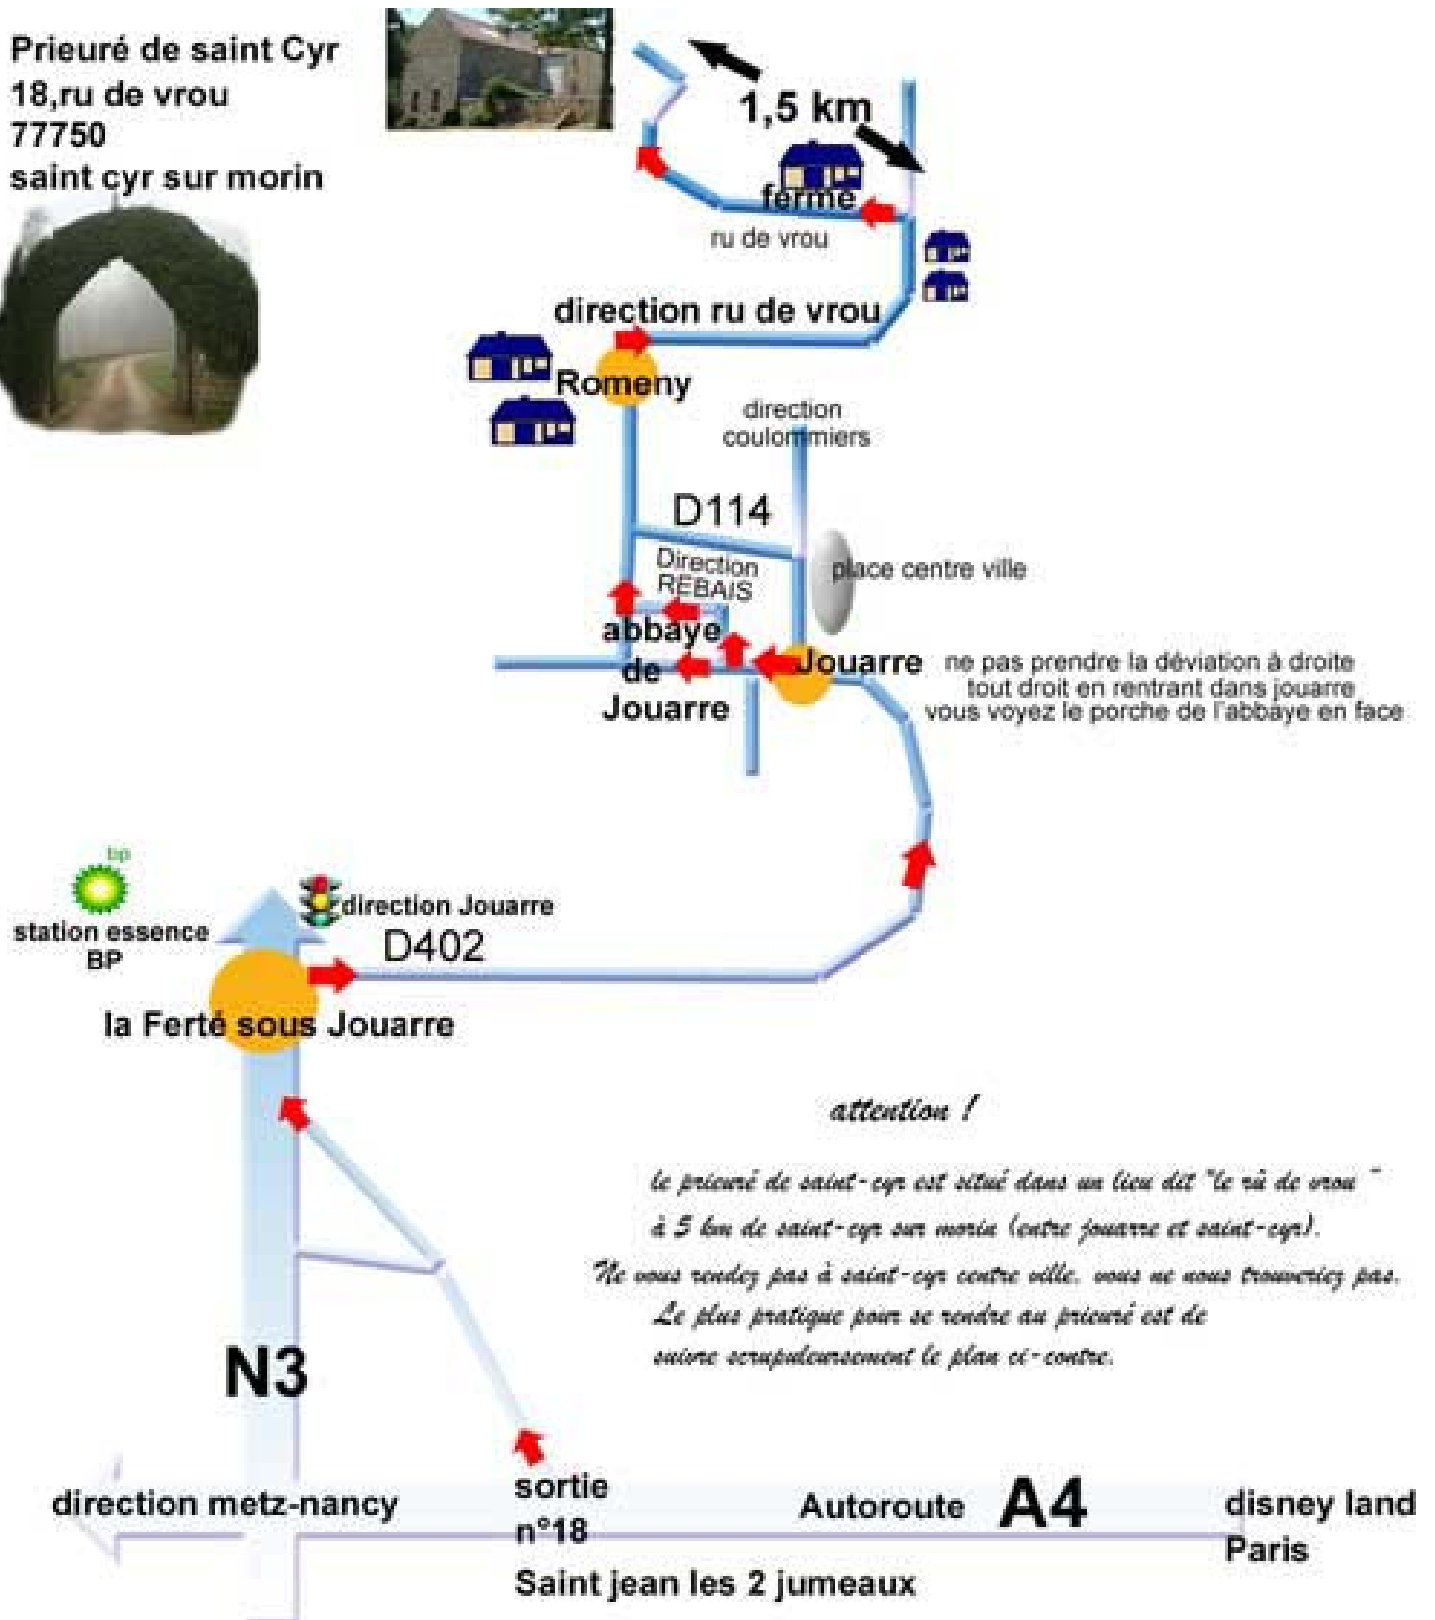 Prieuré de saint Cyr
18,ru de vrou
77750
saint cyr sur morin
1,5 km
ferme
ru de vrou
direction ru de vrou
Romeny
direction
coulommiers
D114
Direction
REBAIS
place centre ville
abbaye
de
Jouarre
Jouarre
ne pas prendre la déviation à droite
tout droit en rentrant dans jouarre
vous voyez le porche de l'abbaye en face
bp
station essence
BP
direction Jouarre
D402
la Ferté sous Jouarre
attention !
le prieuré de saint-cyr est situé dans un lieu dit "le rû de vrou "
à 5 km de saint-cyr sur morin (entre jouarre et saint-cyr).
Ne vous rendez pas à saint-cyr centre ville. vous ne nous trouveriez pas.
Le plus pratique pour se rendre au prieuré est de
suivre scrupuleursement le plan ci-contre.
N3
direction metz-nancy
sortie
n°18
Saint jean les 2 jumeaux
Autoroute A4
disney land
Paris